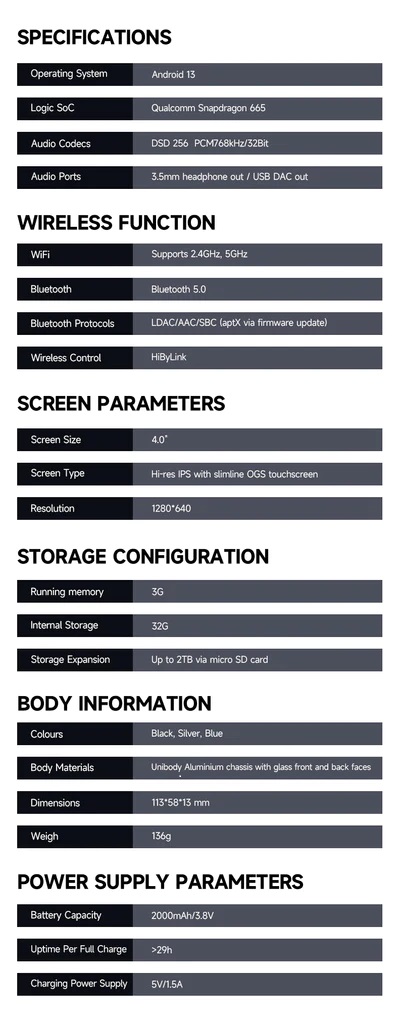 SPECIFICATIONS
Operating System Android 13
Logic SoC Qualcomm Snapdragon 665
Audio Codecs DSD 256 PCM768kHz/32Bit
Audio Ports 3.5mm headphone out / USB DAC out
WIRELESS FUNCTION
WiFi Supports 2.4GHz, 5GHz
Bluetooth Bluetooth 5.0
Bluetooth Protocols LDAC/AAC/SBC (aptX via firmware update)
Wireless Control HiByLink
SCREEN PARAMETERS
Screen Size 4.0"
Screen Type Hi-res IPS with slimline OGS touchscreen
Resolution 1280*640
STORAGE CONFIGURATION
Running memory 3G
Internal Storage 32G
Storage Expansion Up to 2TB via micro SD card
BODY INFORMATION
Colours Black, Silver, Blue
Body Materials Unibody Aluminium chassis with glass front and back faces
Dimensions 113*58*13 mm
Weigh 136g
POWER SUPPLY PARAMETERS
Battery Capacity 2000mAh/3.8V
Uptime Per Full Charge >29h
Charging Power Supply 5V/1.5A